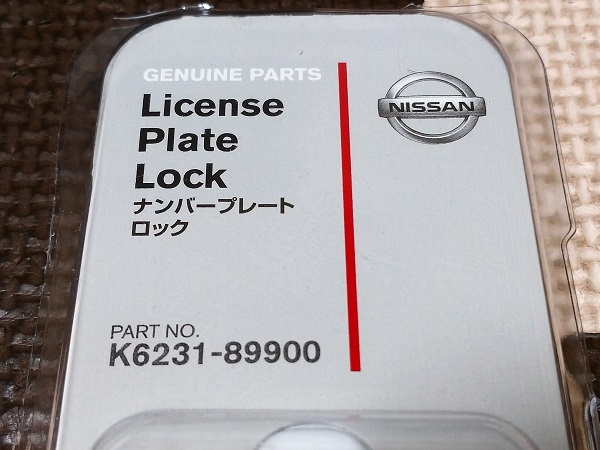 GENUINE PARTS
License
Plate
Lock
ナンバープレート
ロック
NISSAN
PART NO.
K6231-89900